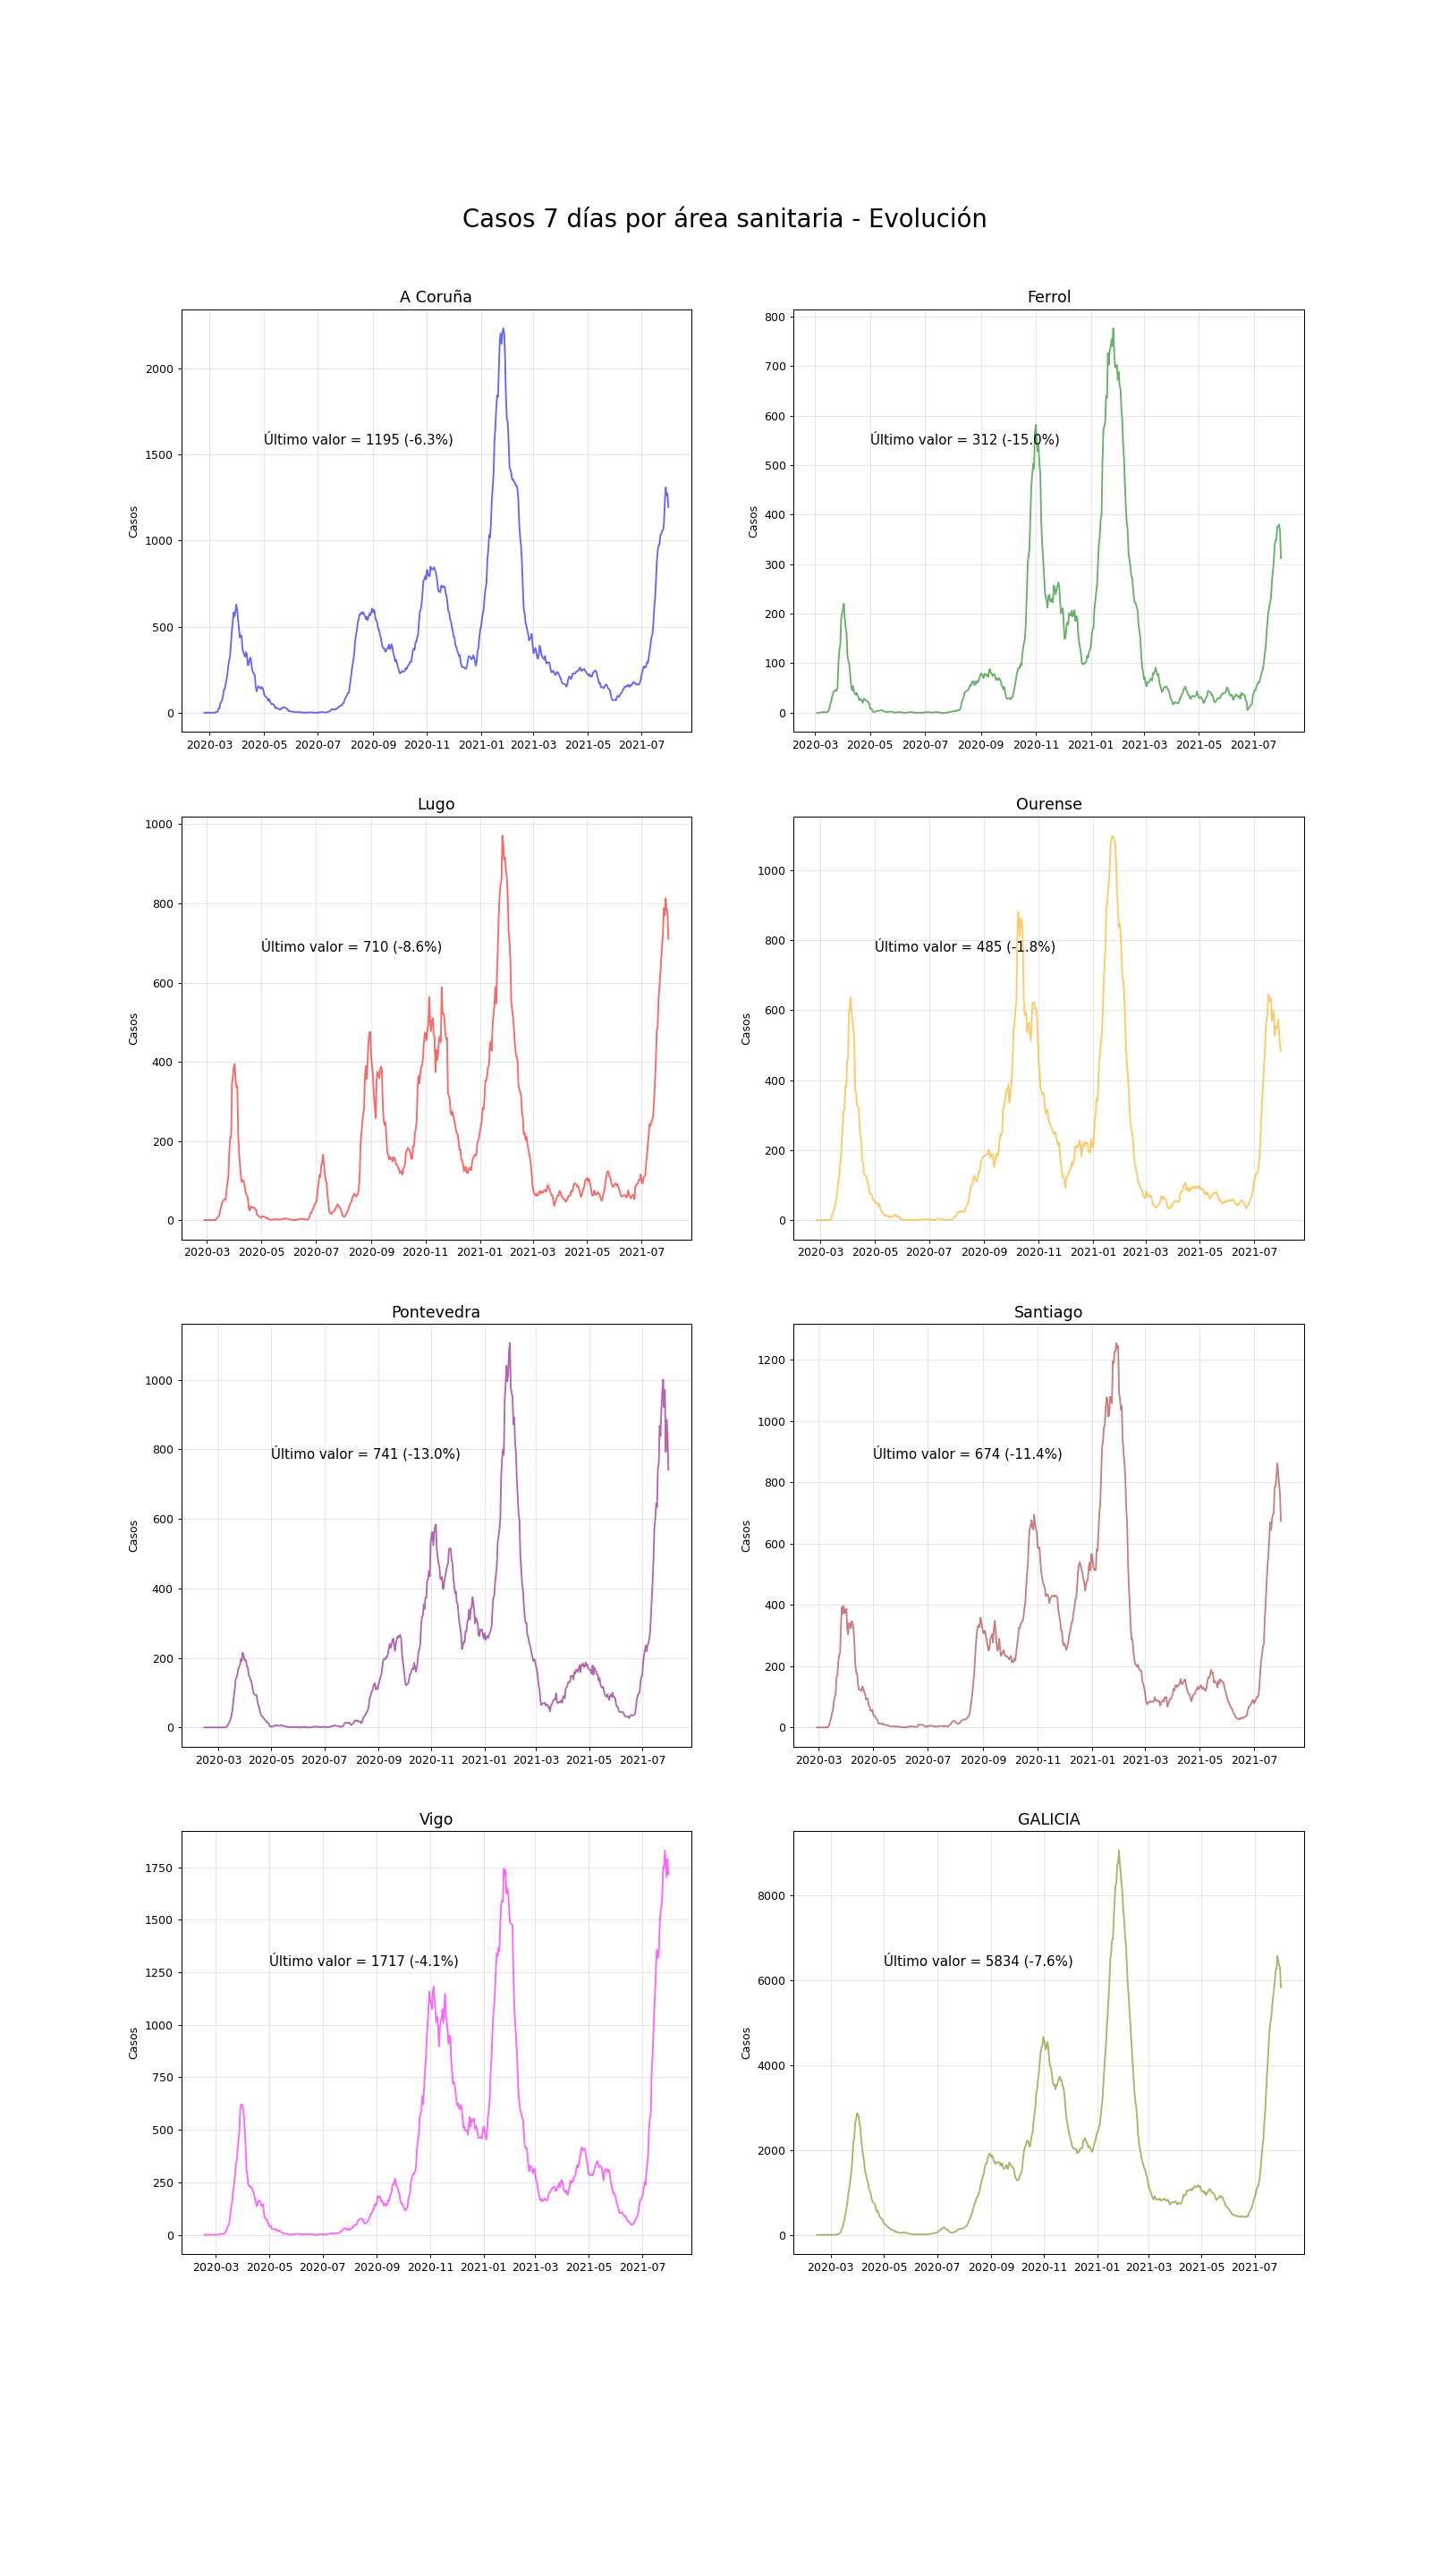 Casos 7 días por área sanitaria - Evolución
A Coruña
Casos
2000
1500
1000
500
0
Último valor = 1195 (-6.3%)
2020-03 2020-05 2020-07 2020-09 2020-11 2021-01 2021-03 2021-05 2021-07
Ferrol
Casos
800
700
600
500
400
300
200
100
0
Último valor = 312 (-15.0%)
2020-03 2020-05 2020-07 2020-09 2020-11 2021-01 2021-03 2021-05 2021-07
Lugo
Casos
1000
800
600
400
200
0
Último valor = 710 (-8.6%)
2020-03 2020-05 2020-07 2020-09 2020-11 2021-01 2021-03 2021-05 2021-07
Ourense
Casos
1000
800
600
400
200
0
Último valor = 485 (-1.8%)
2020-03 2020-05 2020-07 2020-09 2020-11 2021-01 2021-03 2021-05 2021-07
Pontevedra
Casos
1000
800
600
400
200
0
Último valor = 741 (-13.0%)
2020-03 2020-05 2020-07 2020-09 2020-11 2021-01 2021-03 2021-05 2021-07
Santiago
Casos
1200
1000
800
600
400
200
0
Último valor = 674 (-11.4%)
2020-03 2020-05 2020-07 2020-09 2020-11 2021-01 2021-03 2021-05 2021-07
Vigo
Casos
1750
1500
1250
1000
750
500
250
0
Último valor = 1717 (-4.1%)
2020-03 2020-05 2020-07 2020-09 2020-11 2021-01 2021-03 2021-05 2021-07
GALICIA
Casos
8000
6000
4000
2000
0
Último valor = 5834 (-7.6%)
2020-03 2020-05 2020-07 2020-09 2020-11 2021-01 2021-03 2021-05 2021-07